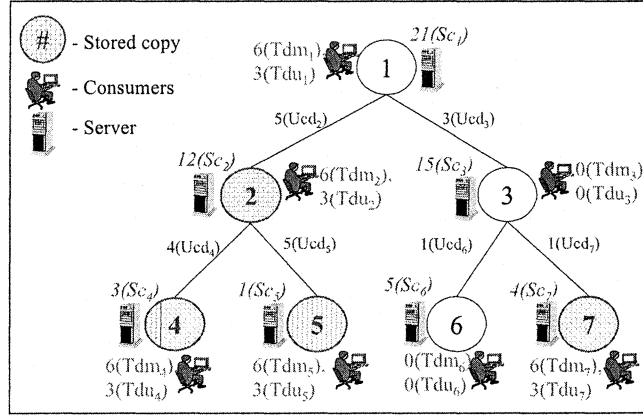 # - Stored copy
- Consumers
- Server
21(Sc₁)
6(Tdm₁)
3(Tdu₁)
1
5(Ucd₂)
3(Ucd₃)
12(Sc₂)
2
6(Tdm₂),
3(Tdu₂)
15(Sc₃)
3
0(Tdm₃)
0(Tdu₃)
4(Ucd₄)
5(Ucd₅)
1(Ucd₆)
1(Ucd₇)
3(Sc₄)
4
1(Sc₅)
5
5(Sc₆)
6
4(Sc₇)
7
6(Tdm₄)
3(Tdu₄)
6(Tdm₅),
3(Tdu₅)
0(Tdm₆)
0(Tdu₆)
6(Tdm₇),
3(Tdu₇)